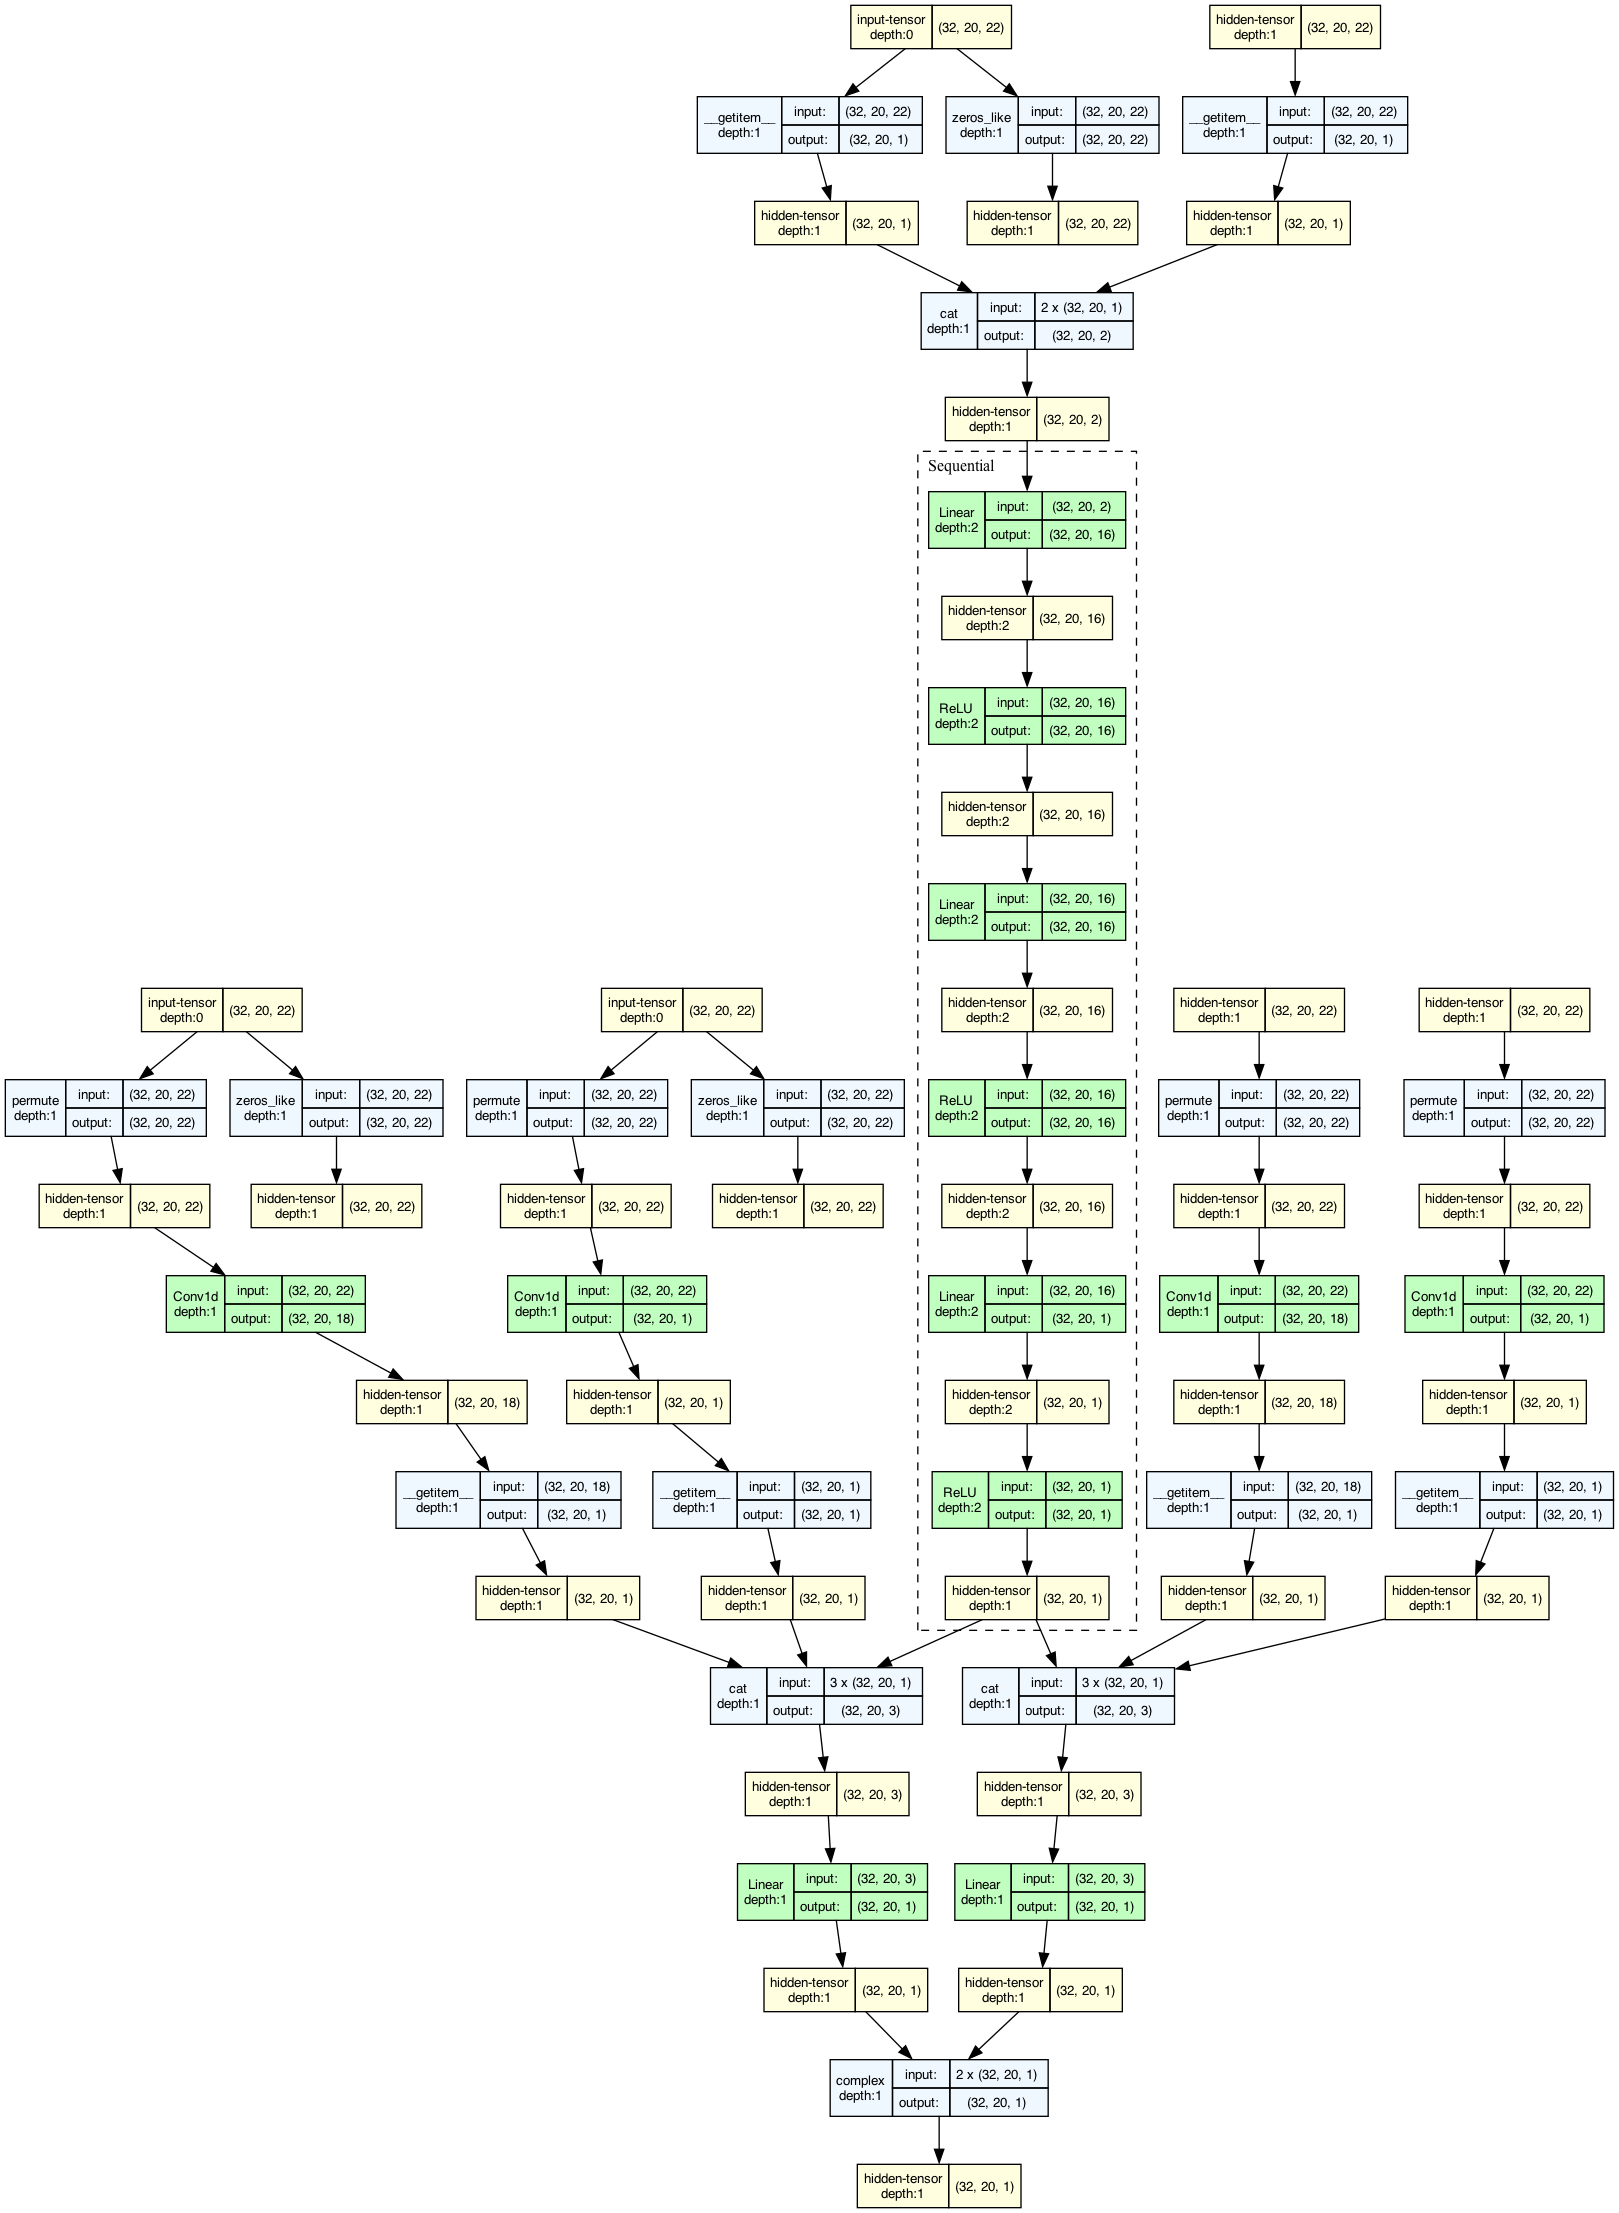 input-tensor
depth:0
(32, 20, 22)
hidden-tensor
depth:1
(32, 20, 22)
__getitem__
depth:1
input:
(32, 20, 22)
output:
(32, 20, 1)
zeros_like
depth:1
input:
(32, 20, 22)
output:
(32, 20, 22)
__getitem__
depth:1
input:
(32, 20, 22)
output:
(32, 20, 1)
hidden-tensor
depth:1
(32, 20, 1)
hidden-tensor
depth:1
(32, 20, 22)
hidden-tensor
depth:1
(32, 20, 1)
cat
depth:1
input:
2 x (32, 20, 1)
output:
(32, 20, 2)
hidden-tensor
depth:1
(32, 20, 2)
Sequential
Linear
depth:2
input:
(32, 20, 2)
output:
(32, 20, 16)
hidden-tensor
depth:2
(32, 20, 16)
ReLU
depth:2
input:
(32, 20, 16)
output:
(32, 20, 16)
hidden-tensor
depth:2
(32, 20, 16)
Linear
depth:2
input:
(32, 20, 16)
output:
(32, 20, 16)
input-tensor
depth:0
(32, 20, 22)
input-tensor
depth:0
(32, 20, 22)
hidden-tensor
depth:2
(32, 20, 16)
hidden-tensor
depth:1
(32, 20, 22)
hidden-tensor
depth:1
(32, 20, 22)
permute
depth:1
input:
(32, 20, 22)
output:
(32, 20, 22)
zeros_like
depth:1
input:
(32, 20, 22)
output:
(32, 20, 22)
permute
depth:1
input:
(32, 20, 22)
output:
(32, 20, 22)
zeros_like
depth:1
input:
(32, 20, 22)
output:
(32, 20, 22)
ReLU
depth:2
input:
(32, 20, 16)
output:
(32, 20, 16)
permute
depth:1
input:
(32, 20, 22)
output:
(32, 20, 22)
permute
depth:1
input:
(32, 20, 22)
output:
(32, 20, 22)
hidden-tensor
depth:1
(32, 20, 22)
hidden-tensor
depth:1
(32, 20, 22)
hidden-tensor
depth:1
(32, 20, 22)
hidden-tensor
depth:1
(32, 20, 22)
hidden-tensor
depth:2
(32, 20, 16)
hidden-tensor
depth:1
(32, 20, 22)
hidden-tensor
depth:1
(32, 20, 22)
Conv1d
depth:1
input:
(32, 20, 22)
output:
(32, 20, 18)
Conv1d
depth:1
input:
(32, 20, 22)
output:
(32, 20, 1)
Linear
depth:2
input:
(32, 20, 16)
output:
(32, 20, 1)
Conv1d
depth:1
input:
(32, 20, 22)
output:
(32, 20, 18)
Conv1d
depth:1
input:
(32, 20, 22)
output:
(32, 20, 1)
hidden-tensor
depth:1
(32, 20, 18)
hidden-tensor
depth:1
(32, 20, 1)
hidden-tensor
depth:2
(32, 20, 1)
hidden-tensor
depth:1
(32, 20, 18)
hidden-tensor
depth:1
(32, 20, 1)
__getitem__
depth:1
input:
(32, 20, 18)
output:
(32, 20, 1)
__getitem__
depth:1
input:
(32, 20, 1)
output:
(32, 20, 1)
ReLU
depth:2
input:
(32, 20, 1)
output:
(32, 20, 1)
__getitem__
depth:1
input:
(32, 20, 18)
output:
(32, 20, 1)
__getitem__
depth:1
input:
(32, 20, 1)
output:
(32, 20, 1)
hidden-tensor
depth:1
(32, 20, 1)
hidden-tensor
depth:1
(32, 20, 1)
hidden-tensor
depth:1
(32, 20, 1)
hidden-tensor
depth:1
(32, 20, 1)
hidden-tensor
depth:1
(32, 20, 1)
cat
depth:1
input:
3 x (32, 20, 1)
output:
(32, 20, 3)
cat
depth:1
input:
3 x (32, 20, 1)
output:
(32, 20, 3)
hidden-tensor
depth:1
(32, 20, 3)
hidden-tensor
depth:1
(32, 20, 3)
Linear
depth:1
input:
(32, 20, 3)
output:
(32, 20, 1)
Linear
depth:1
input:
(32, 20, 3)
output:
(32, 20, 1)
hidden-tensor
depth:1
(32, 20, 1)
hidden-tensor
depth:1
(32, 20, 1)
complex
depth:1
input:
2 x (32, 20, 1)
output:
(32, 20, 1)
hidden-tensor
depth:1
(32, 20, 1)